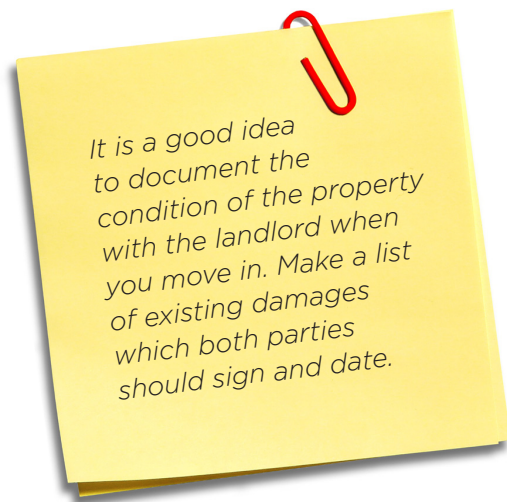 It is a good idea
to document the
condition of the property
with the landlord when
you move in. Make a list
of existing damages
which both parties
should sign and date.